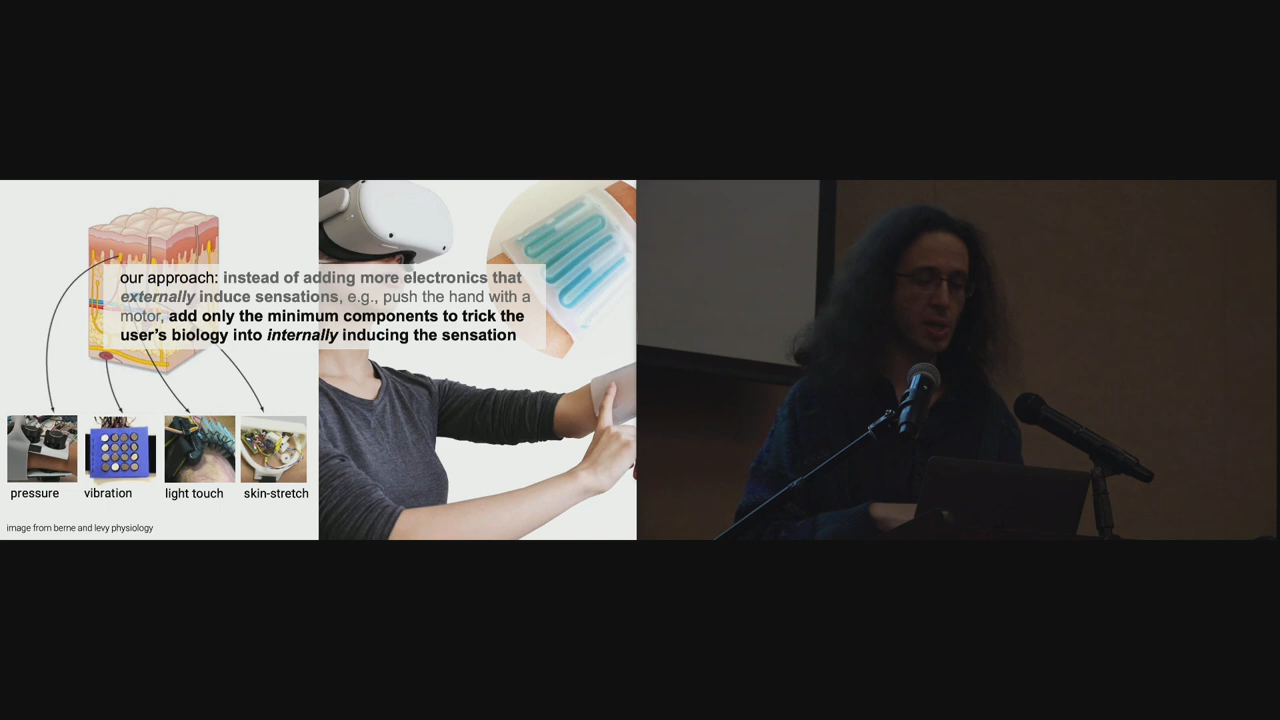 our approach: instead of adding more electronics that
externally induce sensations, e.g., push the hand with a
motor, add only the minimum components to trick the
user's biology into internally inducing the sensation
pressure
vibration
light touch
skin-stretch
image from berne and levy physiology